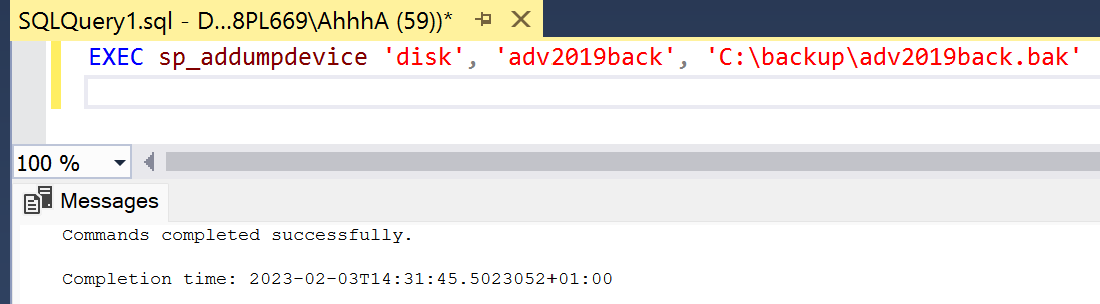 SQLQuery1.sql - D...8PL669\AhhhA (59))*
EXEC sp_addumpdevice 'disk', 'adv2019back', 'C:\backup\adv2019back.bak'
100 %
Messages
Commands completed successfully.
Completion time: 2023-02-03T14:31:45.5023052+01:00